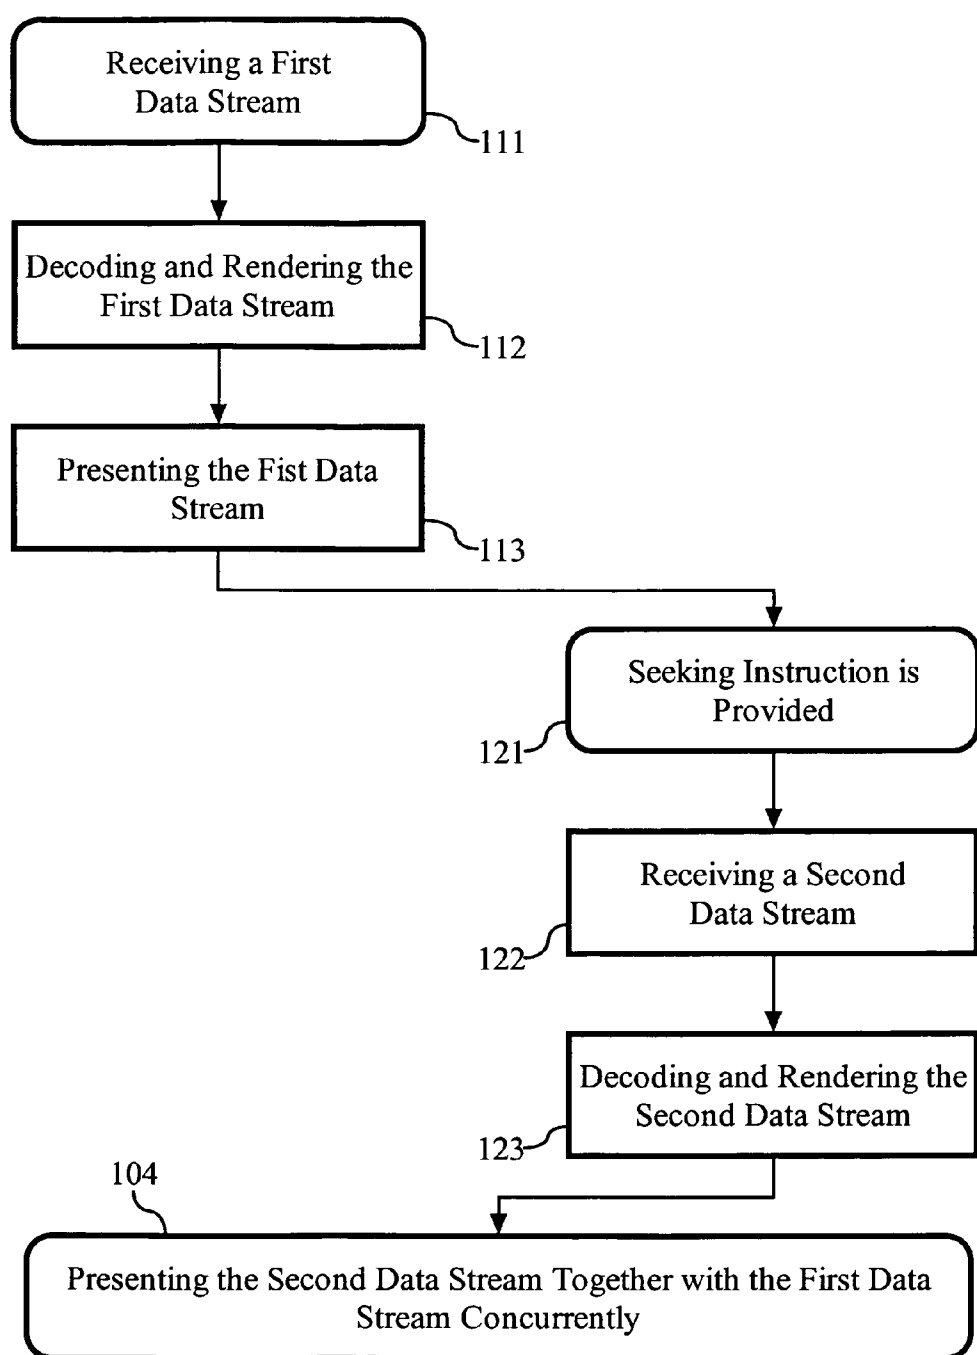 Receiving a First
Data Stream
111
Decoding and Rendering the
First Data Stream
112
Presenting the Fist Data
Stream
113
Seeking Instruction is
Provided
121
Receiving a Second
Data Stream
122
Decoding and Rendering the
Second Data Stream
123
104
Presenting the Second Data Stream Together with the First Data
Stream Concurrently